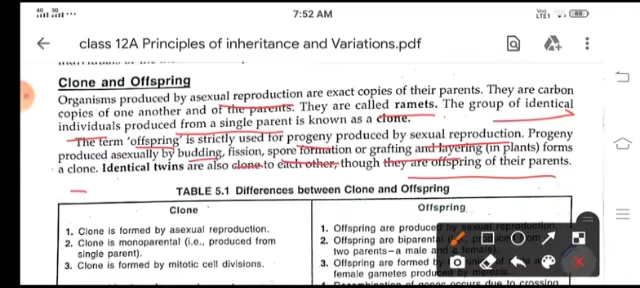 7:52 AM
class 12A Principles of inheritance and Variations.pdf
Clone and Offspring
Organisms produced by asexual reproduction are exact copies of their parents. They are carbon
copies of one another and of the parents. They are called ramets. The group of identical
individuals produced from a single parent is known as a clone.
The term 'offspring' is strictly used for progeny produced by sexual reproduction. Progeny
produced asexually by budding, fission, spore formation or grafting and layering (in plants) forms
a clone. Identical twins are also clone to each other, though they are offspring of their parents.
TABLE 5.1 Differences between Clone and Offspring
Clone
1. Clone is formed by asexual reproduction.
2. Clone is monoparental (i.e., produced from
single parent).
3. Clone is formed by mitotic cell divisions.
Offspring
1. Offspring are produced by sexual reproduction.
2. Offspring are biparental
two parents-a male
3. Offspring are formed
female gametes produced by meiosis